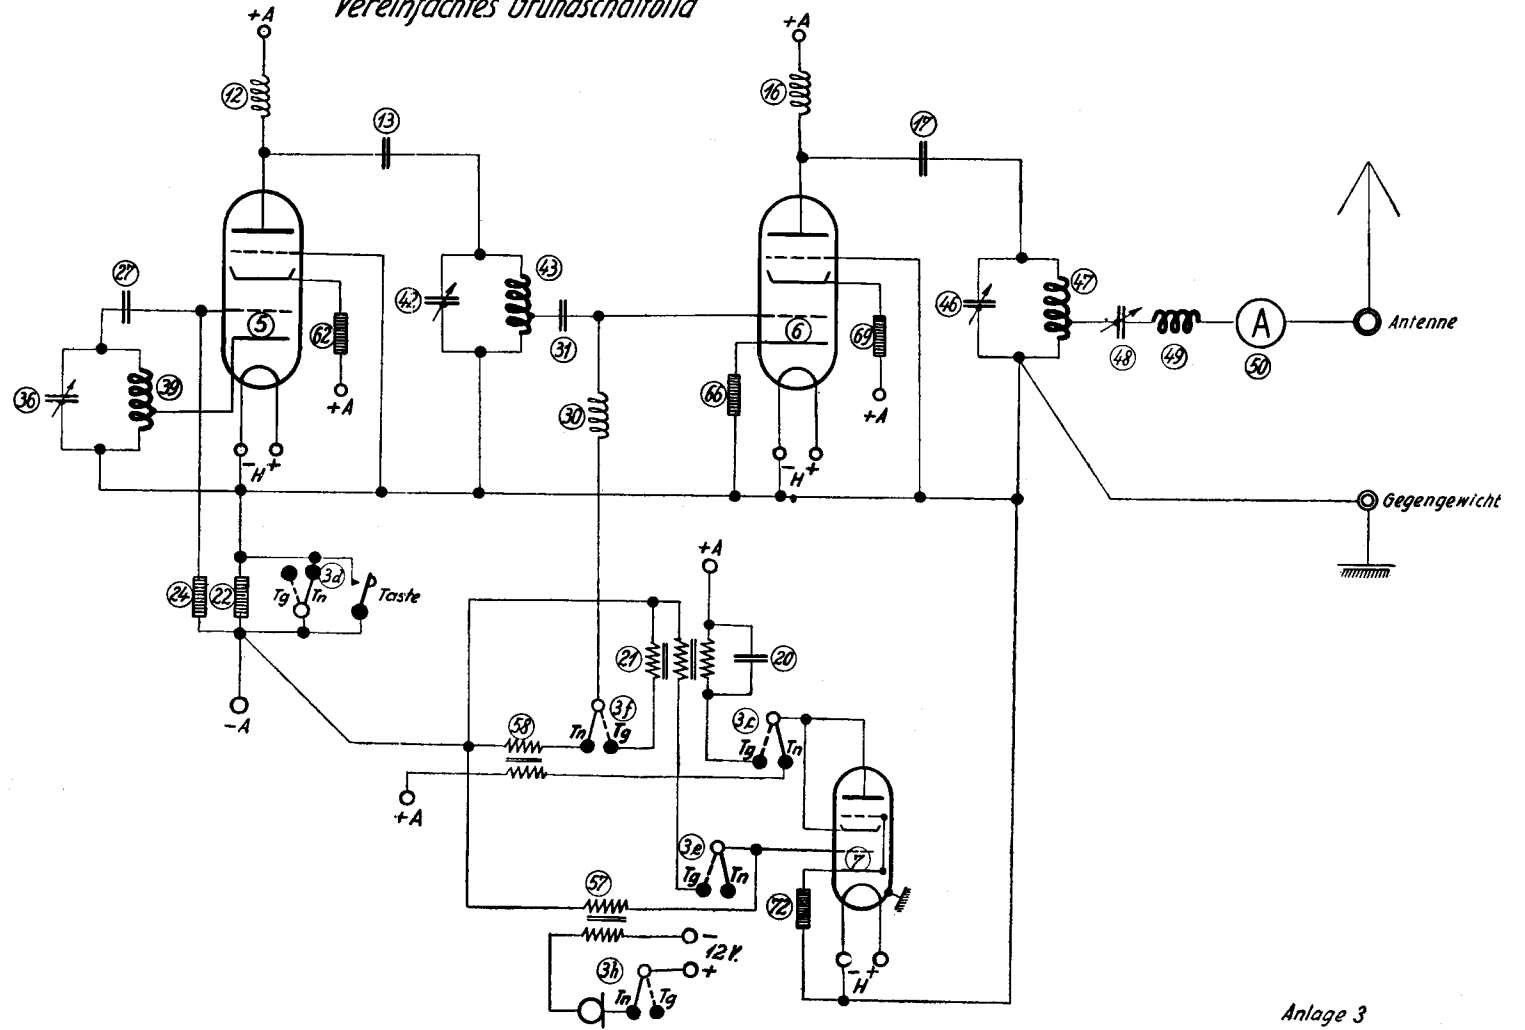 Vereinfachtes Grundschaltbild
+A
+A
12
16
13
17
27
43
47
5
62
42
6
69
46
31
A
Antenne
36
39
48
49
50
+A
30
66
+A
- H +
- H +
Gegengewicht
+A
24
22
Tg
Tn
3d
Taste
21
20
-A
3f
58
Tn
Tg
3c
Tg
Tn
+A
3e
Tg
Tn
7
57
72
-
12V.
3h
+
Tn
Tg
- H +
Anlage 3